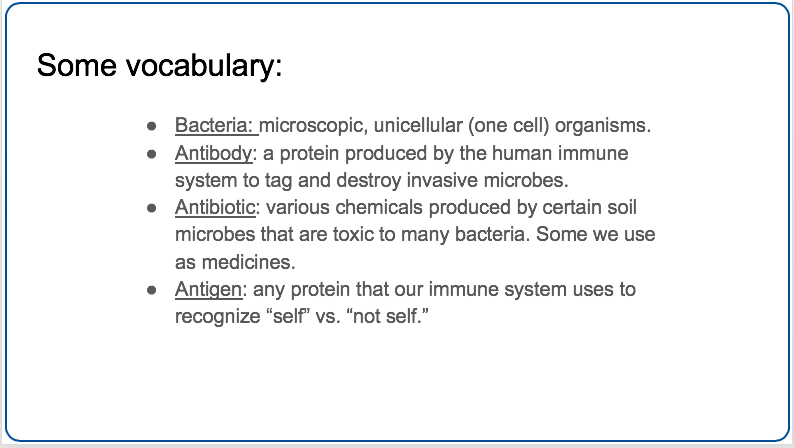 Some vocabulary:
● Bacteria: microscopic, unicellular (one cell) organisms.
● Antibody: a protein produced by the human immune
system to tag and destroy invasive microbes.
● Antibiotic: various chemicals produced by certain soil
microbes that are toxic to many bacteria. Some we use
as medicines.
● Antigen: any protein that our immune system uses to
recognize “self” vs. “not self.”